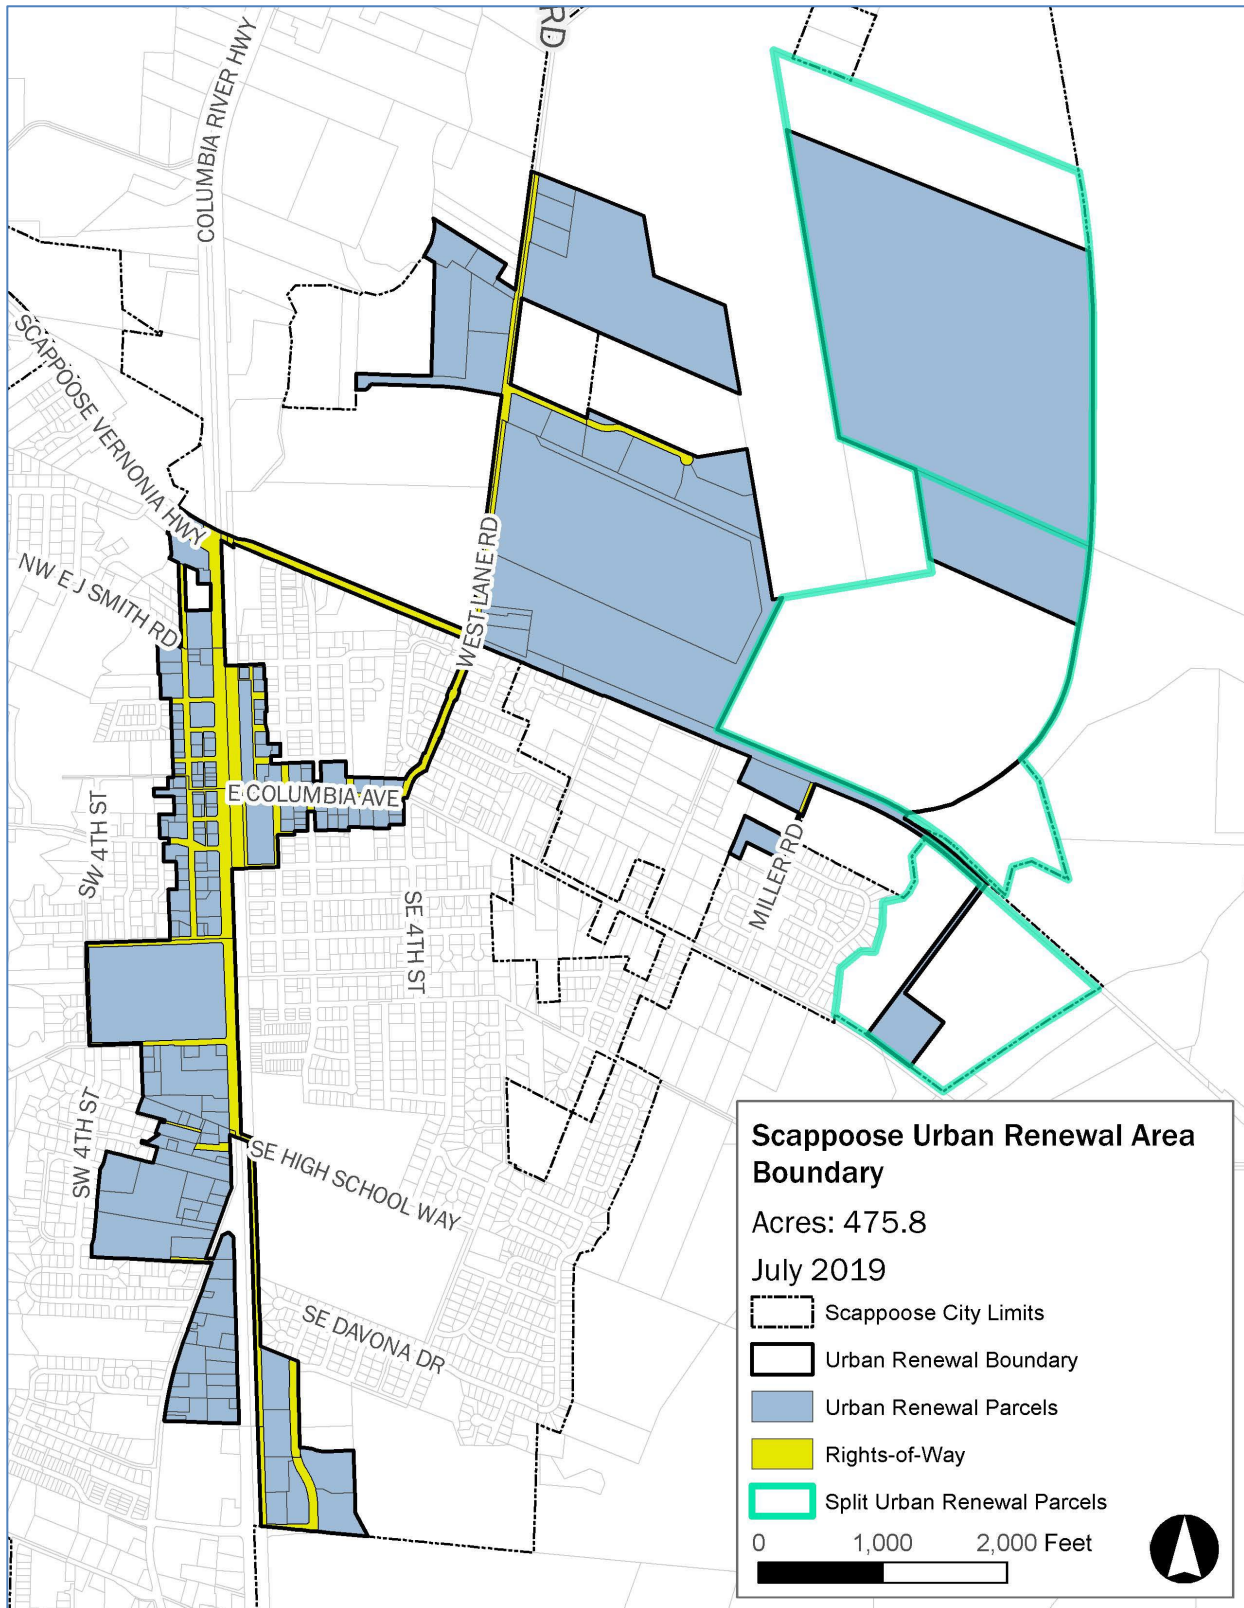 RD
COLUMBIA RIVER HWY
SCAPPOOSE VERNONIA HWY
NW E J SMITH RD
WEST LANE RD
E COLUMBIA AVE
SW 4TH ST
SE 4TH ST
MILLER RD
SW 4TH ST
SE HIGH SCHOOL WAY
SE DAVONA DR
Scappoose Urban Renewal Area
Boundary
Acres: 475.8
July 2019
Scappoose City Limits
Urban Renewal Boundary
Urban Renewal Parcels
Rights-of-Way
Split Urban Renewal Parcels
0 1,000 2,000 Feet